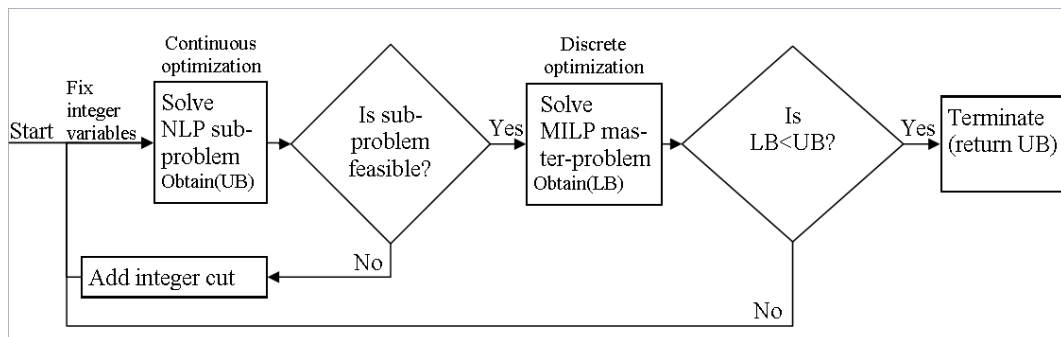 Start
Fix
integer
variables
Continuous
optimization
Solve
NLP sub-
problem
Obtain(UB)
Is sub-
problem
feasible?
Yes
No
Add integer cut
Discrete
optimization
Solve
MILP mas-
ter-problem
Obtain(LB)
Is
LB<UB?
Yes
No
Terminate
(return UB)